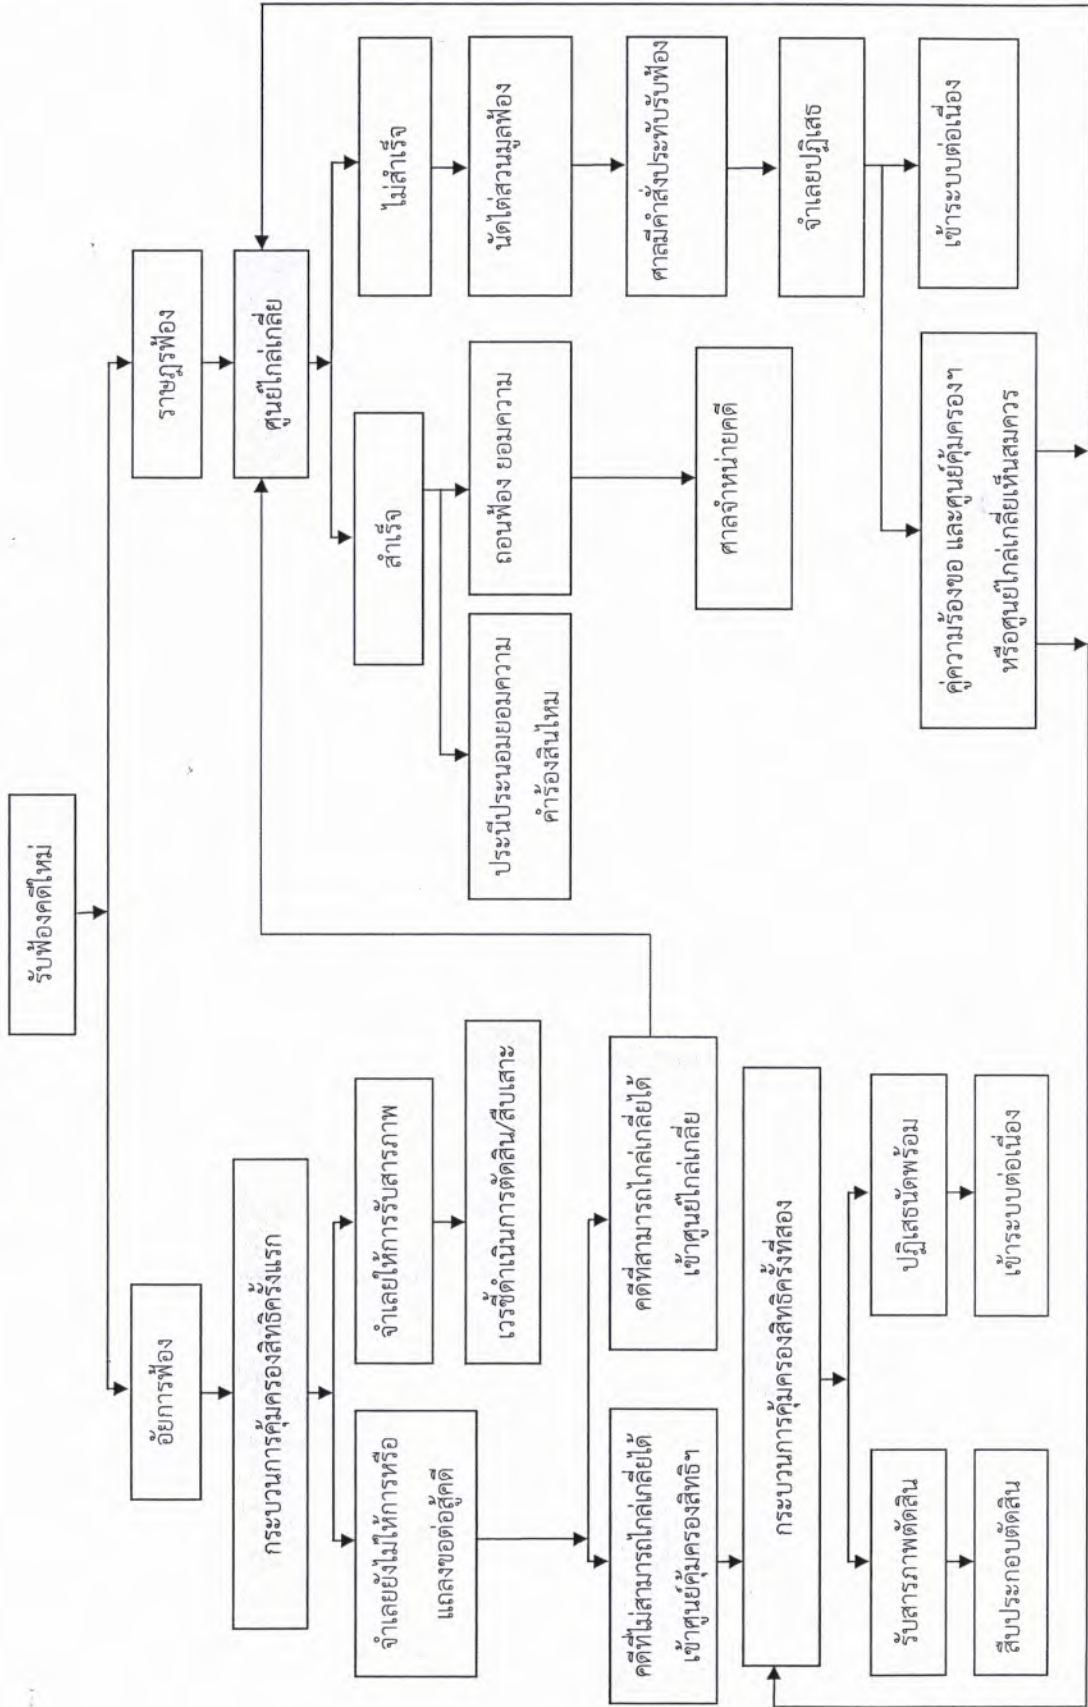 รับฟ้องคดีใหม่
อัยการฟ้อง
ราษฎรฟ้อง
กระบวนการคุ้มครองสิทธิครั้งแรก
ศูนย์ไกล่เกลี่ย
จำเลยยังไม่ให้การหรือ
แถลงขอต่อสู้คดี
จำเลยให้การรับสารภาพ
สำเร็จ
ไม่สำเร็จ
เวรชี้ดำเนินการตัดสิน/สืบเสาะ
ประนีประนอมยอมความ
คำร้องสินไหม
ถอนฟ้อง ยอมความ
นัดไต่สวนมูลฟ้อง
คดีที่ไม่สามารถไกล่เกลี่ยได้
เข้าศูนย์คุ้มครองสิทธิฯ
คดีที่สามารถไกล่เกลี่ยได้
เข้าศูนย์ไกล่เกลี่ย
ศาลจำหน่ายคดี
ศาลมีคำสั่งประทับรับฟ้อง
กระบวนการคุ้มครองสิทธิครั้งที่สอง
จำเลยปฏิเสธ
รับสารภาพตัดสิน
ปฏิเสธนัดพร้อม
คู่ความร้องขอ และศูนย์คุ้มครองฯ
หรือศูนย์ไกล่เกลี่ยเห็นสมควร
เข้าระบบต่อเนื่อง
สืบประกอบตัดสิน
เข้าระบบต่อเนื่อง